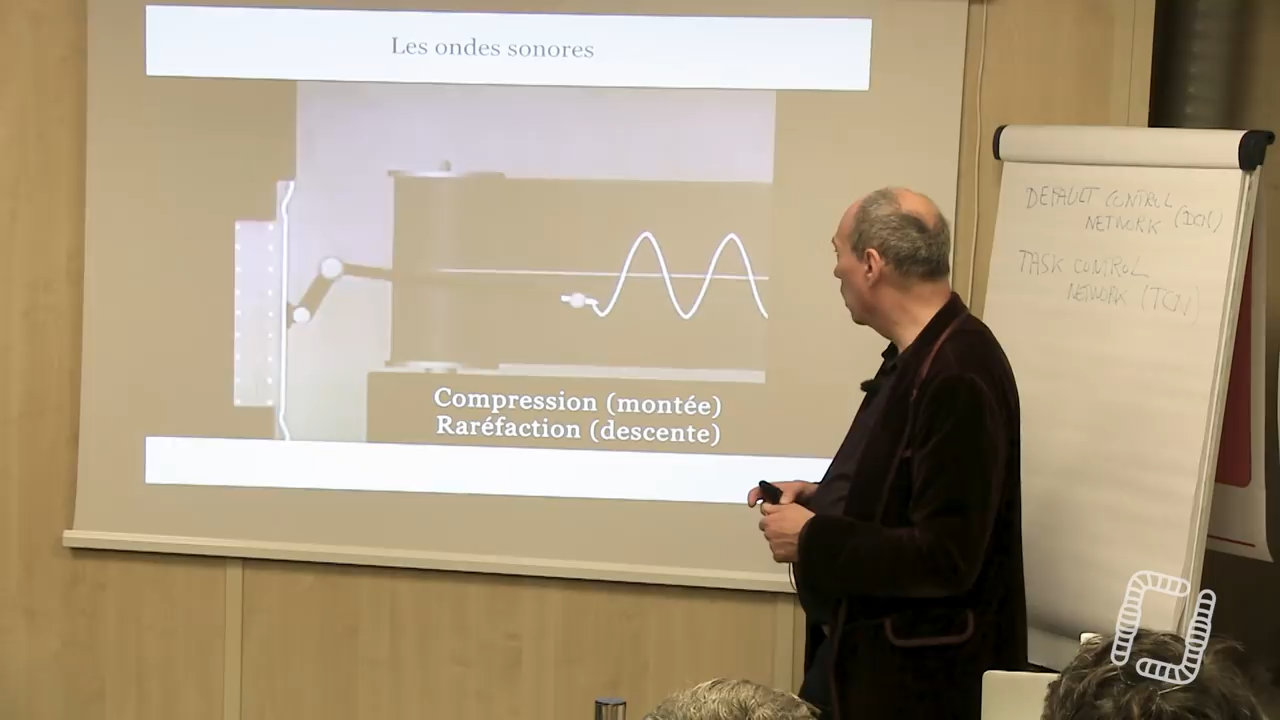 Les ondes sonores
Compression (montée)
Raréfaction (descente)
DEFAULT CONTROL
NETWORK (DCN)
TASK CONTROL
NETWORK (TCN)